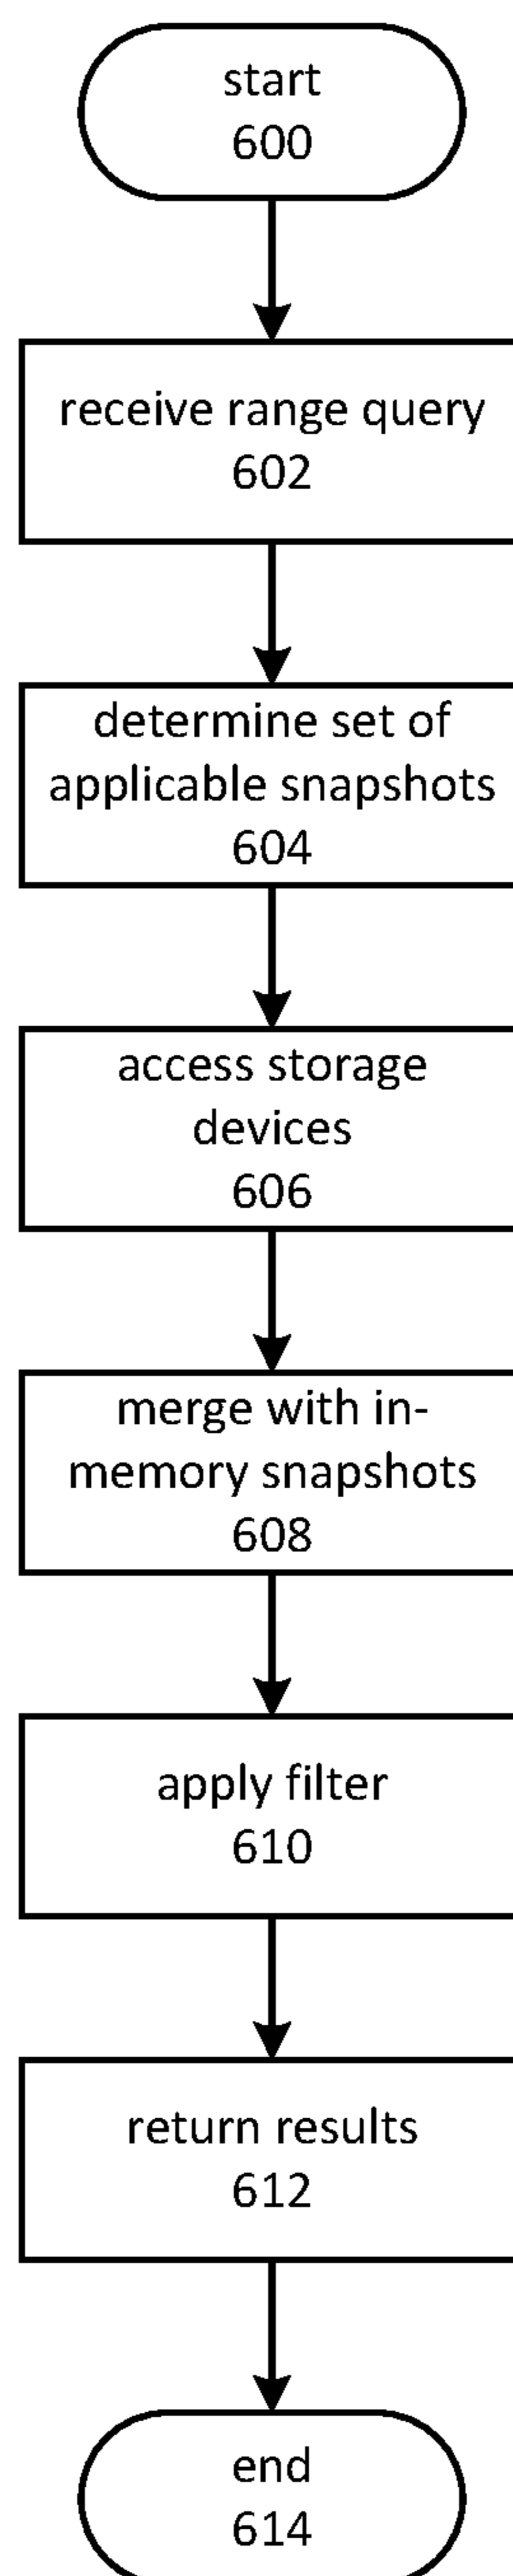 start
600
receive range query
602
determine set of
applicable snapshots
604
access storage
devices
606
merge with in-
memory snapshots
608
apply filter
610
return results
612
end
614